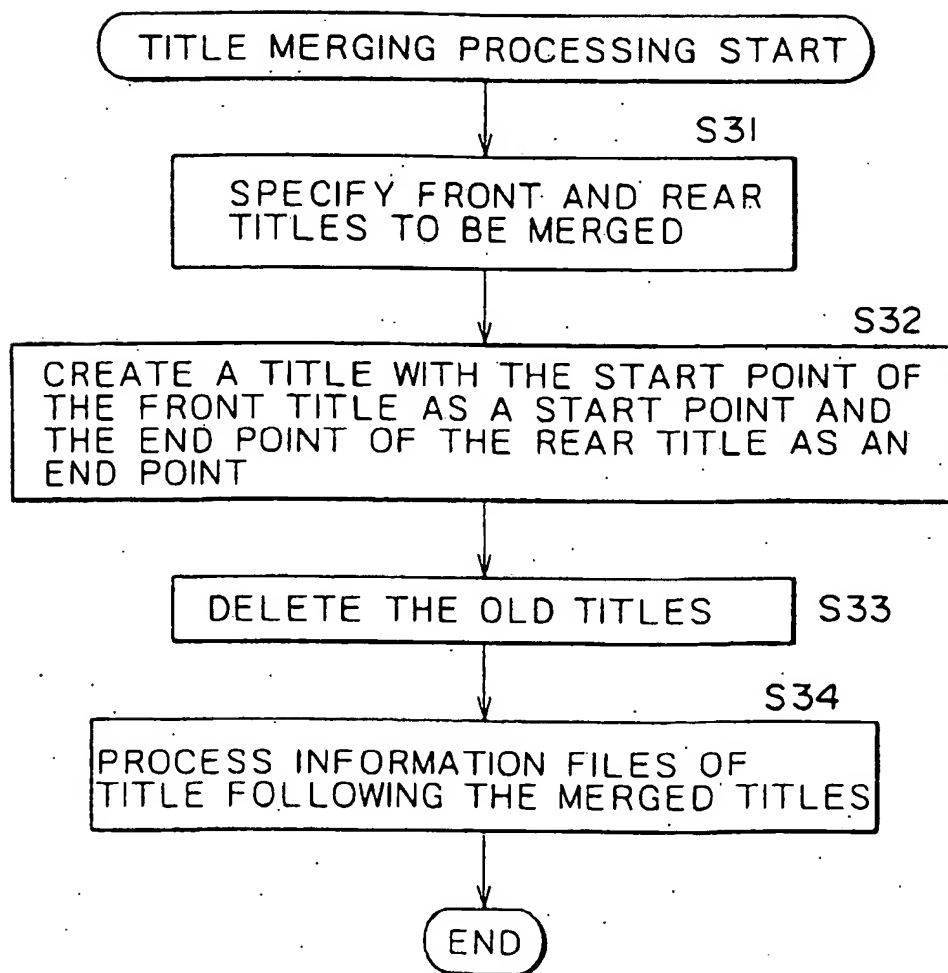 TITLE MERGING PROCESSING START
S31
SPECIFY FRONT AND REAR
TITLES TO BE MERGED
S32
CREATE A TITLE WITH THE START POINT OF
THE FRONT TITLE AS A START POINT AND
THE END POINT OF THE REAR TITLE AS AN
END POINT
DELETE THE OLD TITLES S33
S34
PROCESS INFORMATION FILES OF
TITLE FOLLOWING THE MERGED TITLES
END